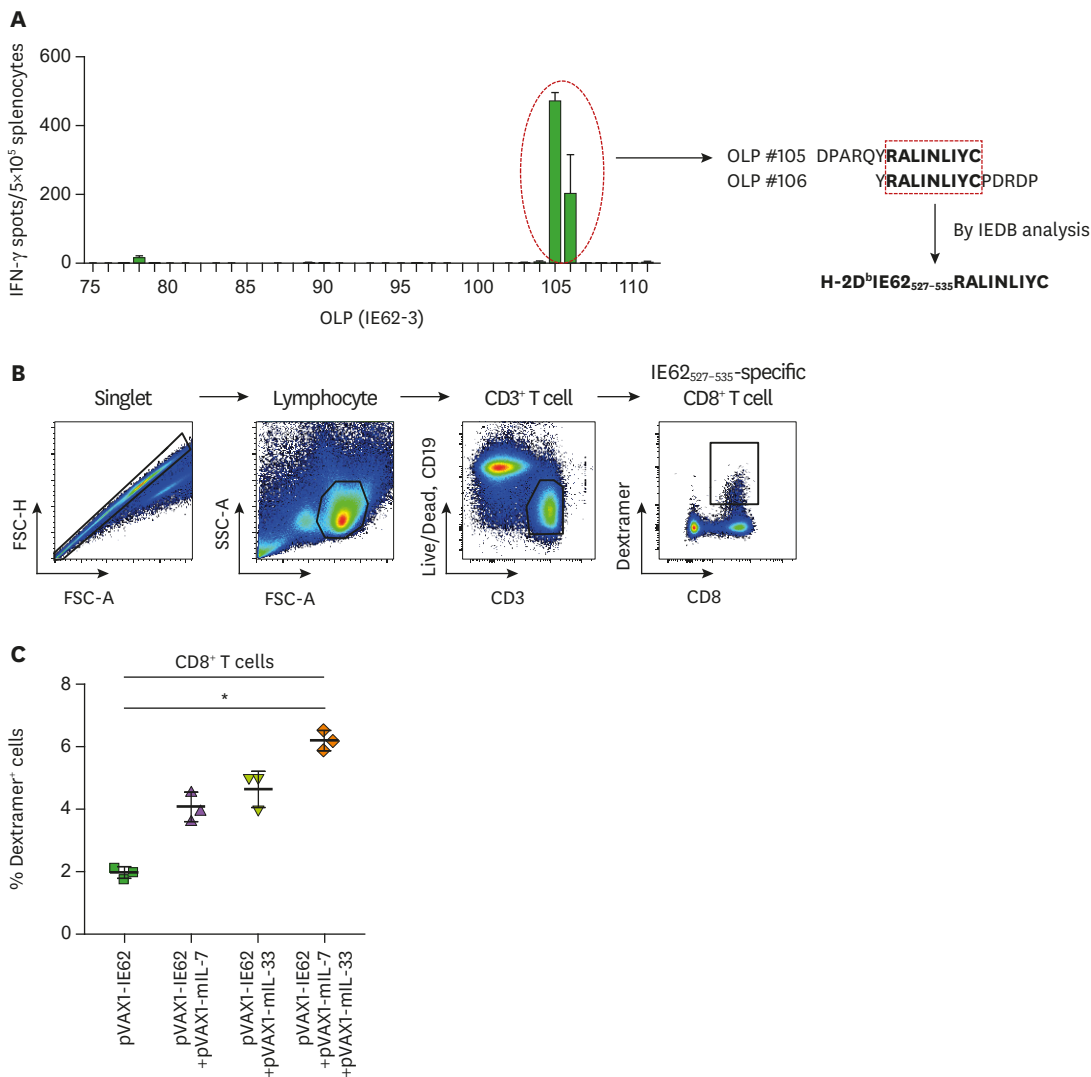 A
IFN-γ spots/5×10⁵ splenocytes
600
400
200
0
75 80 85 90 95 100 105 110
OLP (IE62-3)
OLP #105 DPARQYRALINLIYC
OLP #106 YRALINLIYCPDRDP
By IEDB analysis
H-2DᵇIE62₅₂₇₋₅₃₅RALINLIYC
B
Singlet
Lymphocyte
CD3⁺ T cell
IE62₅₂₇₋₅₃₅-specific
CD8⁺ T cell
FSC-H
FSC-A
SSC-A
FSC-A
Live/Dead, CD19
CD3
Dextramer
CD8
C
CD8⁺ T cells
*
% Dextramer⁺ cells
8
6
4
2
0
pVAX1-IE62
pVAX1-IE62
+pVAX1-mIL-7
pVAX1-IE62
+pVAX1-mIL-33
pVAX1-IE62
+pVAX1-mIL-7
+pVAX1-mIL-33